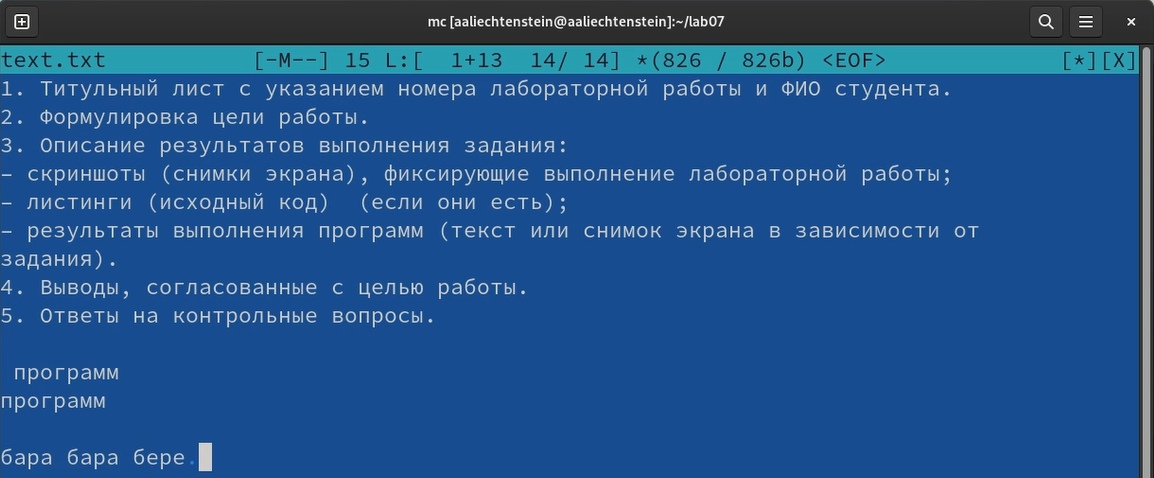 mc [aaliechtenstein@aaliechtenstein]:~/lab07
text.txt [-M--] 15 L:[ 1+13 14/ 14] *(826 / 826b) <EOF> [*][X]
1. Титульный лист с указанием номера лабораторной работы и ФИО студента.
2. Формулировка цели работы.
3. Описание результатов выполнения задания:
– скриншоты (снимки экрана), фиксирующие выполнение лабораторной работы;
– листинги (исходный код)  (если они есть);
– результаты выполнения программ (текст или снимок экрана в зависимости от
задания).
4. Выводы, согласованные с целью работы.
5. Ответы на контрольные вопросы.
программ
программ
бара бара бере.